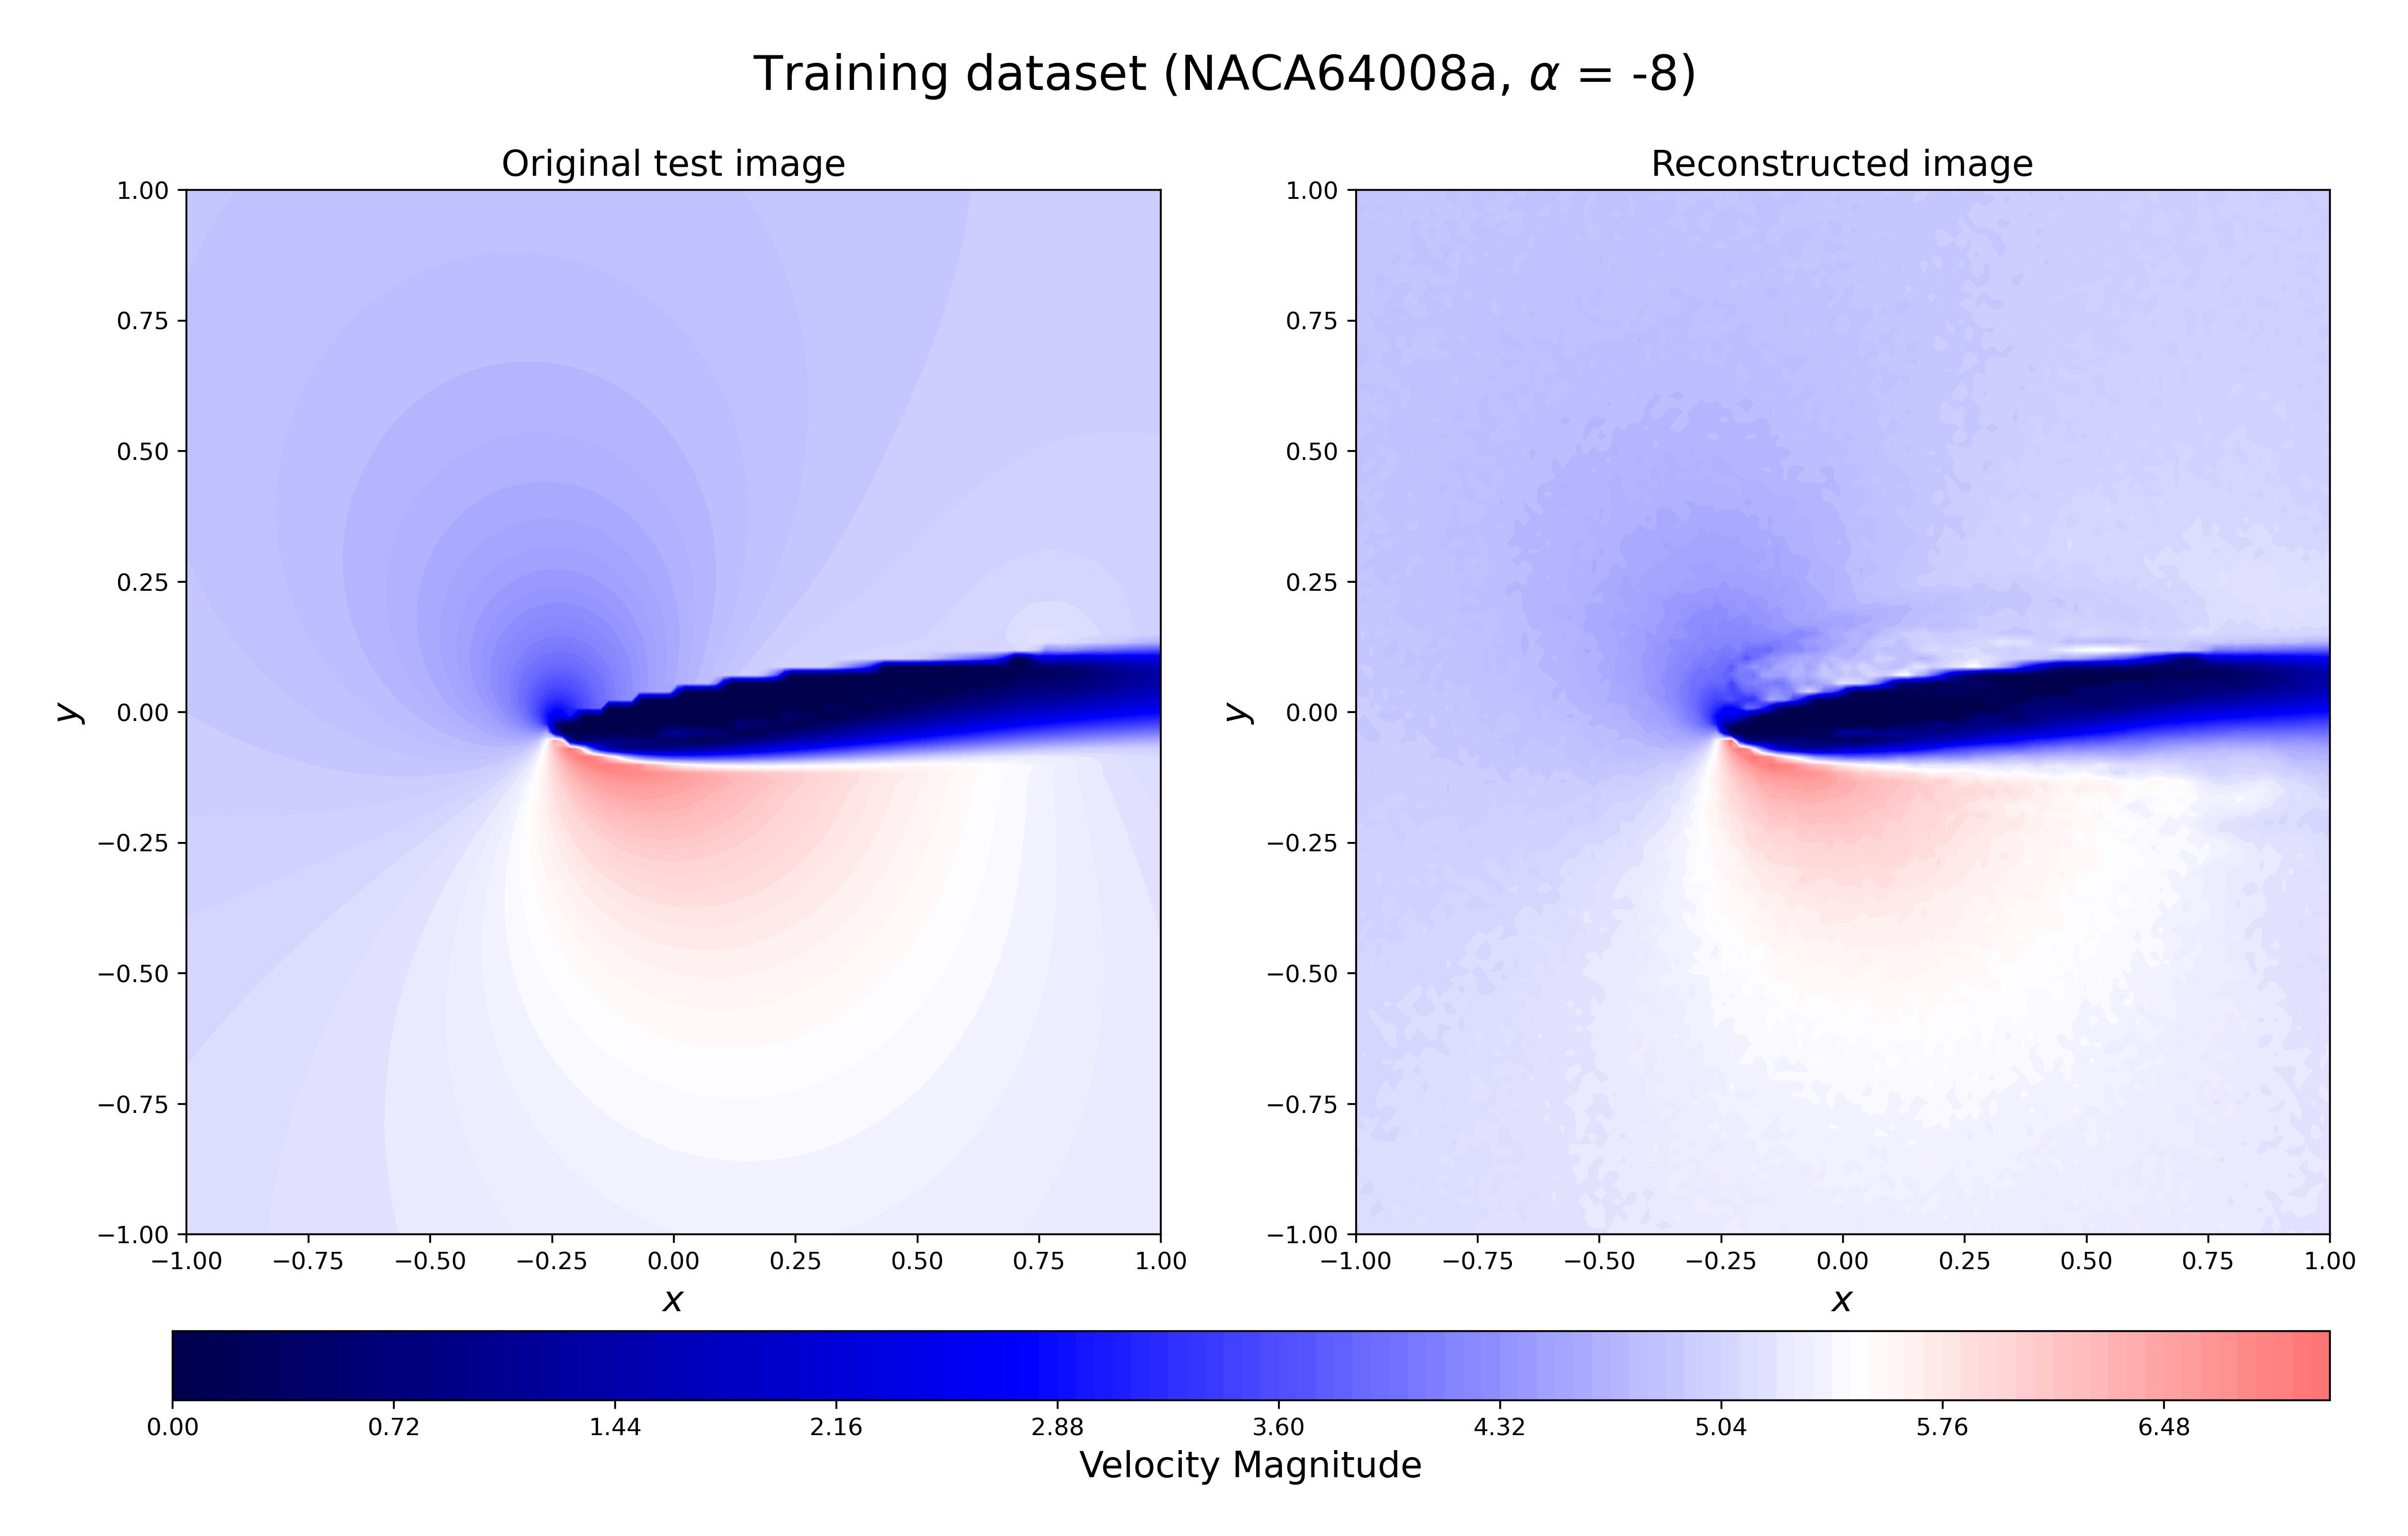 Training dataset (NACA64008a, α = -8)
Original test image
1.00
0.75
0.50
0.25
0.00
−0.25
−0.50
−0.75
−1.00
y
−1.00 −0.75 −0.50 −0.25 0.00 0.25 0.50 0.75 1.00
x
Reconstructed image
1.00
0.75
0.50
0.25
0.00
−0.25
−0.50
−0.75
−1.00
y
−1.00 −0.75 −0.50 −0.25 0.00 0.25 0.50 0.75 1.00
x
0.00 0.72 1.44 2.16 2.88 3.60 4.32 5.04 5.76 6.48
Velocity Magnitude